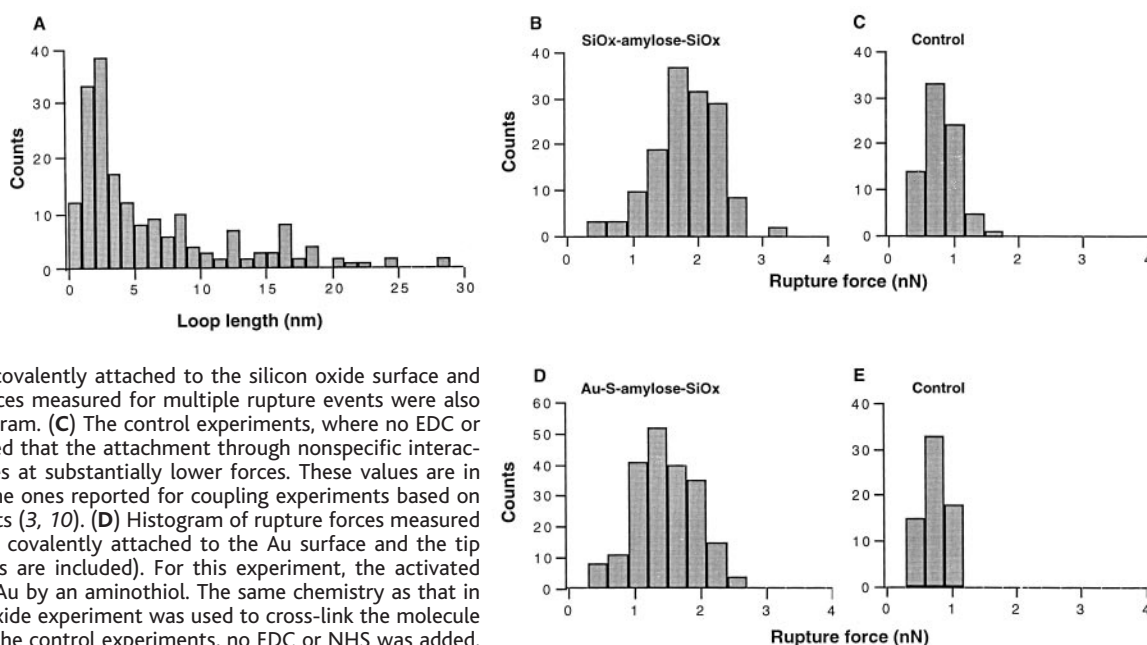 A
40
30
20
10
0
Counts
0 5 10 15 20 25 30
Loop length (nm)
B
SiOx-amylose-SiOx
40
30
20
10
0
Counts
0 1 2 3 4
C
Control
40
30
20
10
0
0 1 2 3 4
Rupture force (nN)
covalently attached to the silicon oxide surface and
ces measured for multiple rupture events were also
ram. (C) The control experiments, where no EDC or
ed that the attachment through nonspecific interac-
es at substantially lower forces. These values are in
he ones reported for coupling experiments based on
ts (3, 10). (D) Histogram of rupture forces measured
covalently attached to the Au surface and the tip
s are included). For this experiment, the activated
Au by an aminothiol. The same chemistry as that in
xide experiment was used to cross-link the molecule
the control experiments, no EDC or NHS was added.
D
Au-S-amylose-SiOx
60
50
40
30
20
10
0
Counts
0 1 2 3 4
E
Control
40
30
20
10
0
0 1 2 3 4
Rupture force (nN)